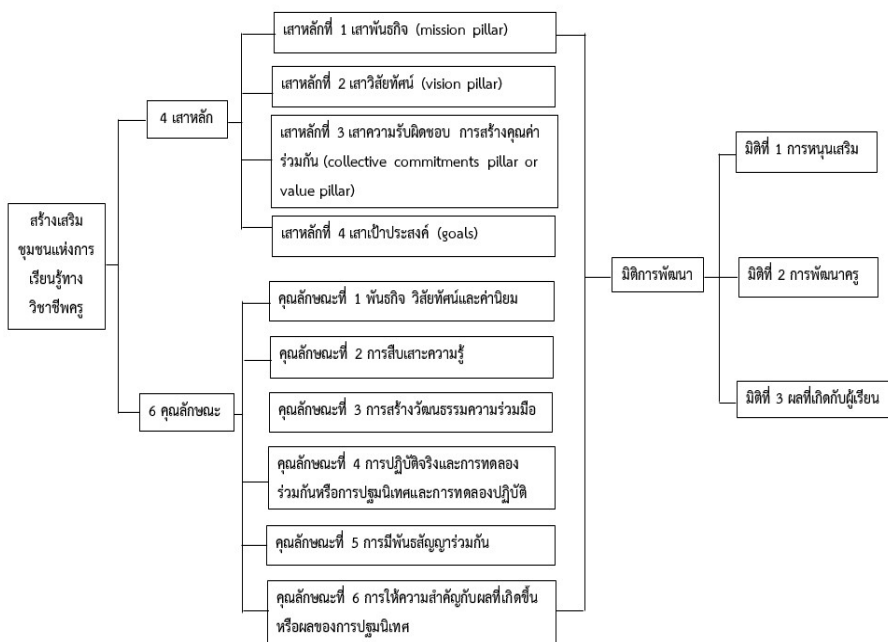 สร้างเสริม
ชุมชนแห่งการ
เรียนรู้ทาง
วิชาชีพครู
4 เสาหลัก
เสาหลักที่ 1 เสาพันธกิจ (mission pillar)
เสาหลักที่ 2 เสาวิสัยทัศน์ (vision pillar)
เสาหลักที่ 3 เสาความรับผิดชอบ การสร้างคุณค่า
ร่วมกัน (collective commitments pillar or
value pillar)
เสาหลักที่ 4 เสาเป้าประสงค์ (goals)
6 คุณลักษณะ
คุณลักษณะที่ 1 พันธกิจ วิสัยทัศน์และค่านิยม
คุณลักษณะที่ 2 การสืบเสาะความรู้
คุณลักษณะที่ 3 การสร้างวัฒนธรรมความร่วมมือ
คุณลักษณะที่ 4 การปฏิบัติจริงและการทดลอง
ร่วมกันหรือการปฐมนิเทศและการทดลองปฏิบัติ
คุณลักษณะที่ 5 การมีพันธสัญญาร่วมกัน
คุณลักษณะที่ 6 การให้ความสำคัญกับผลที่เกิดขึ้น
หรือผลของการปฐมนิเทศ
มิติการพัฒนา
มิติที่ 1 การหนุนเสริม
มิติที่ 2 การพัฒนาครู
มิติที่ 3 ผลที่เกิดกับผู้เรียน